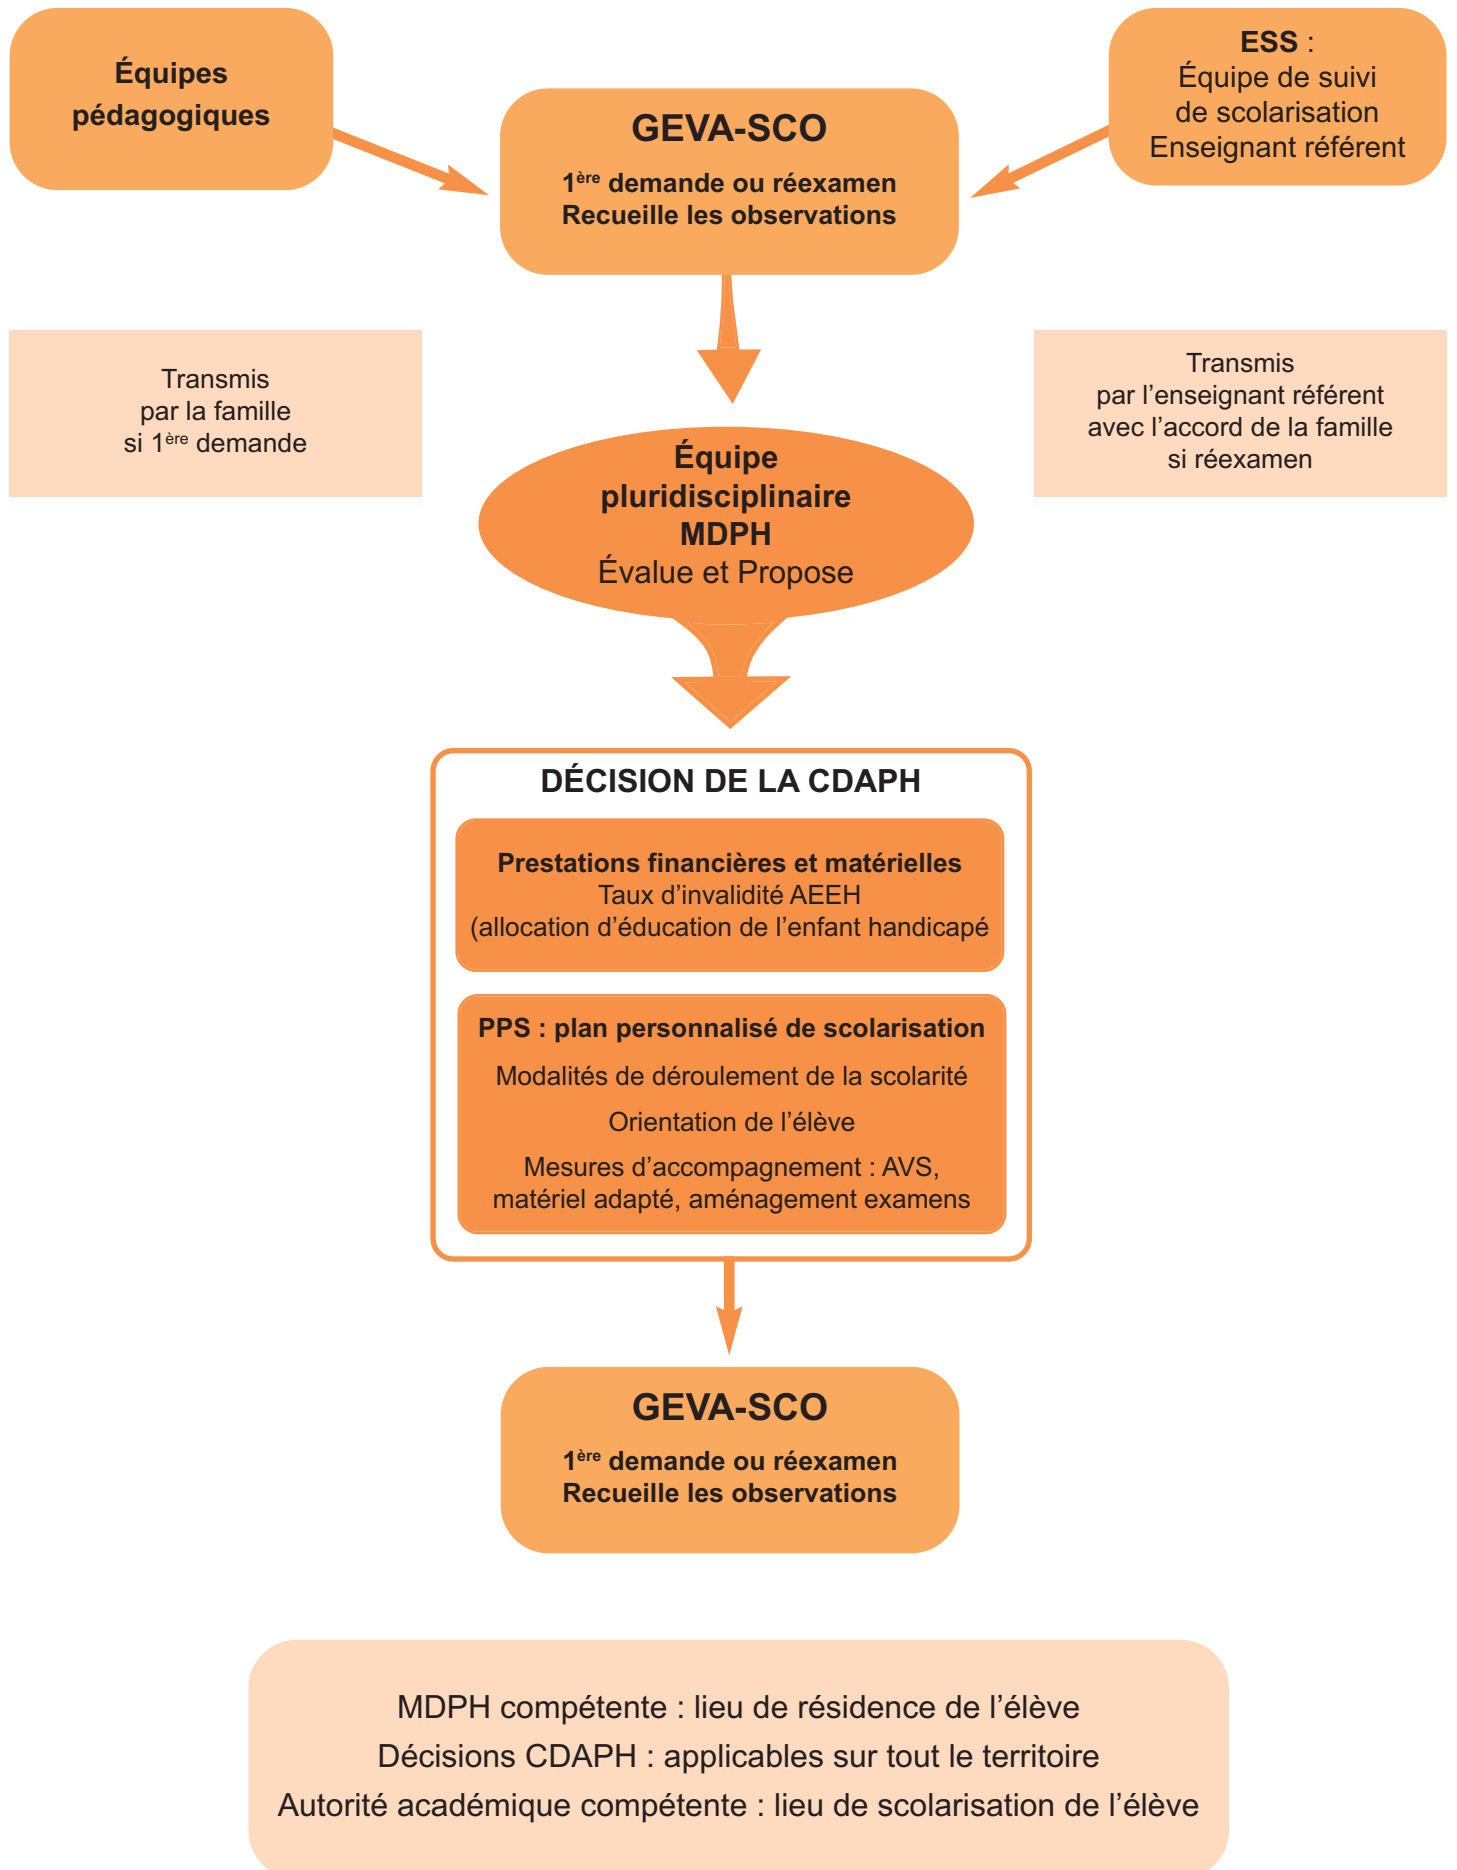 Équipes
pédagogiques
ESS :
Équipe de suivi
de scolarisation
Enseignant référent
GEVA-SCO
1ère demande ou réexamen
Recueille les observations
Transmis
par la famille
si 1ère demande
Transmis
par l’enseignant référent
avec l’accord de la famille
si réexamen
Équipe
pluridisciplinaire
MDPH
Évalue et Propose
DÉCISION DE LA CDAPH
Prestations financières et matérielles
Taux d’invalidité AEEH
(allocation d’éducation de l’enfant handicapé
PPS : plan personnalisé de scolarisation
Modalités de déroulement de la scolarité
Orientation de l’élève
Mesures d’accompagnement : AVS,
matériel adapté, aménagement examens
GEVA-SCO
1ère demande ou réexamen
Recueille les observations
MDPH compétente : lieu de résidence de l’élève
Décisions CDAPH : applicables sur tout le territoire
Autorité académique compétente : lieu de scolarisation de l’élève